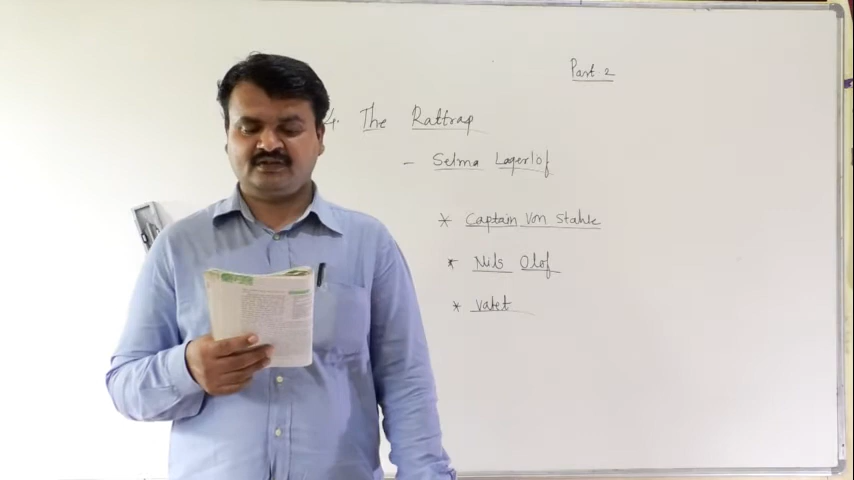 Part 2
4. The Rattrap
- Selma Lagerlof
* Captain von stahle
* Nils Olof
* Valet